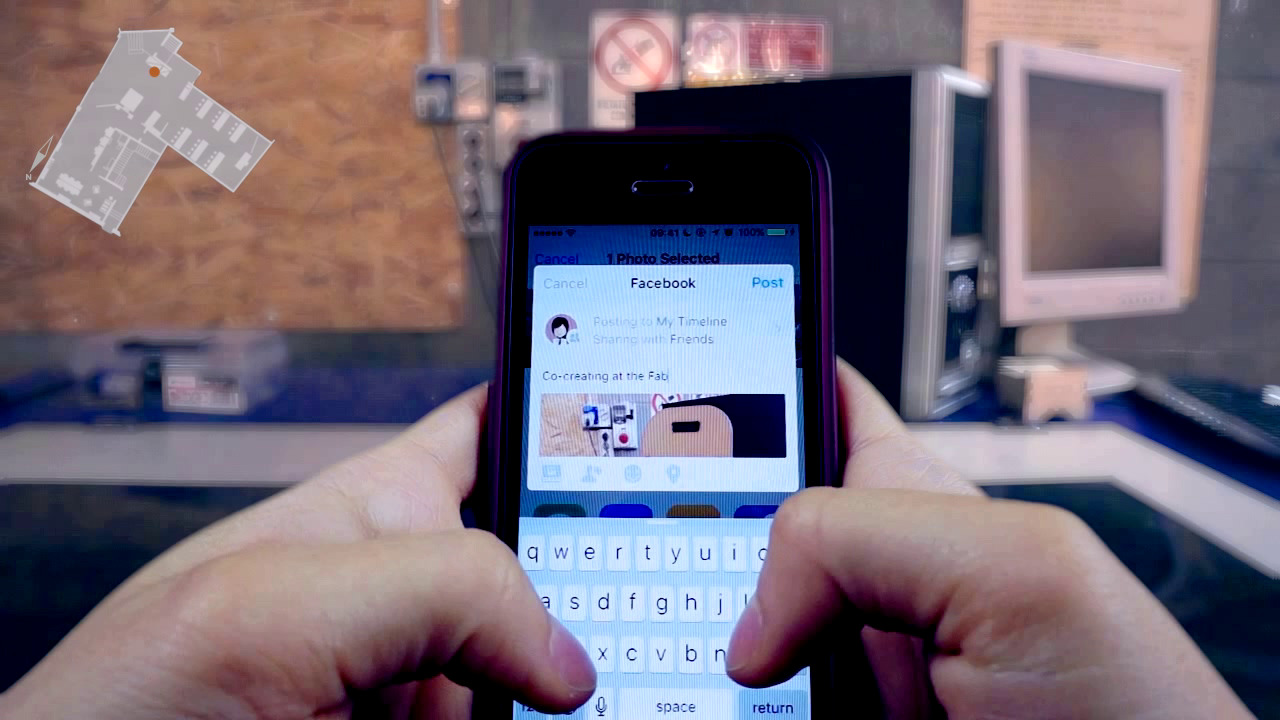 N
09:41 100%
Cancel 1 Photo Selected
Cancel Facebook Post
Posting to My Timeline
Sharing with Friends
Co-creating at the Fab
q w e r t y u i o
a s d f g h j
x c v b n
space return